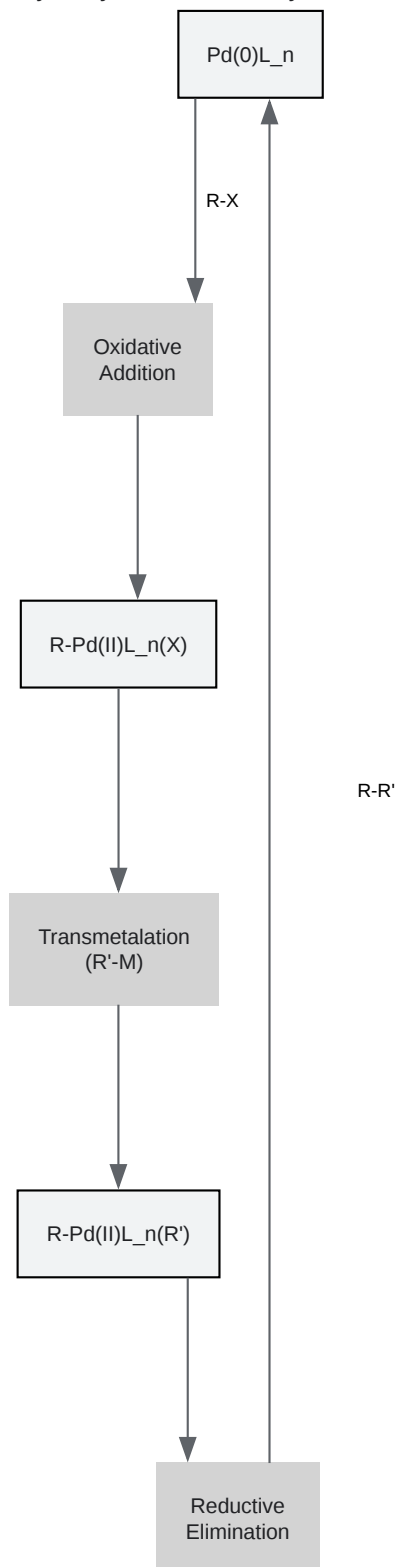 Pd(0)L_n
R-X
Oxidative
Addition
R-Pd(II)L_n(X)
R-R'
Transmetalation
(R'-M)
R-Pd(II)L_n(R')
Reductive
Elimination